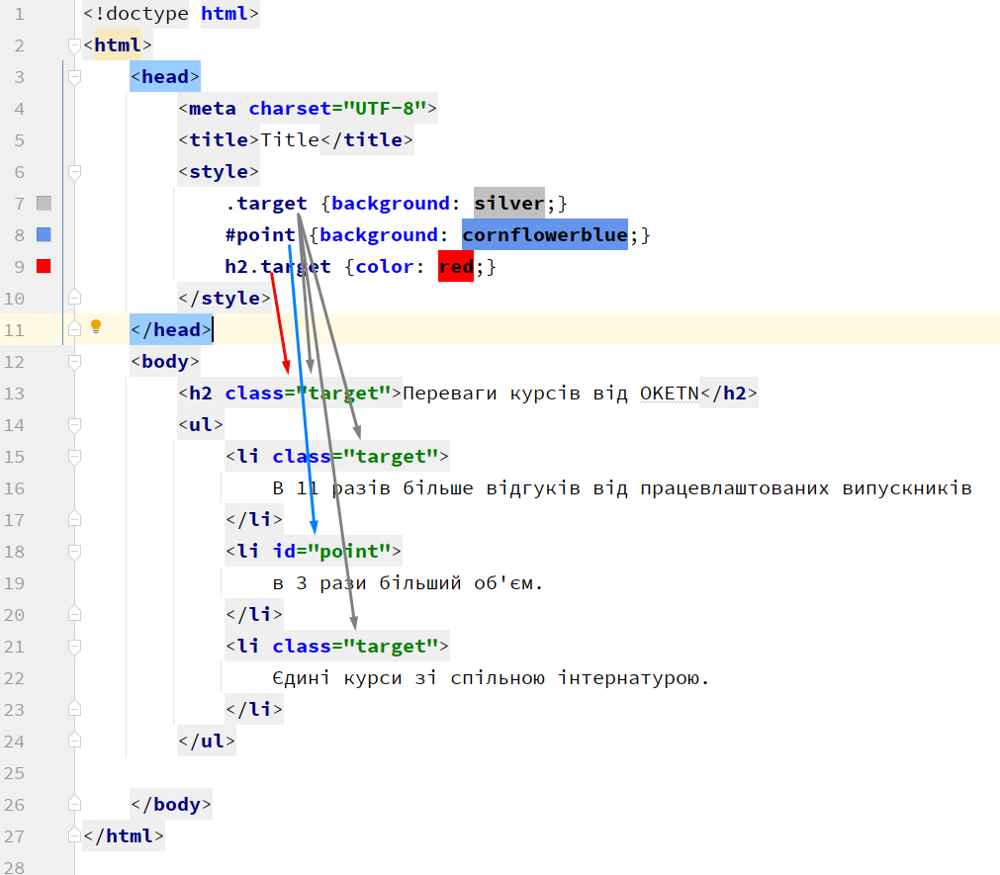 1 <!doctype html>
2 <html>
3 <head>
4 <meta charset="UTF-8">
5 <title>Title</title>
6 <style>
7 .target {background: silver;}
8 #point {background: cornflowerblue;}
9 h2.target {color: red;}
10 </style>
11 </head>
12 <body>
13 <h2 class="target">Переваги курсів від OKETN</h2>
14 <ul>
15 <li class="target">
16 В 11 разів більше відгуків від працевлаштованих випускників
17 </li>
18 <li id="point">
19 в 3 рази більший об'єм.
20 </li>
21 <li class="target">
22 Єдині курси зі спільною інтернатурою.
23 </li>
24 </ul>
25
26 </body>
27 </html>
28